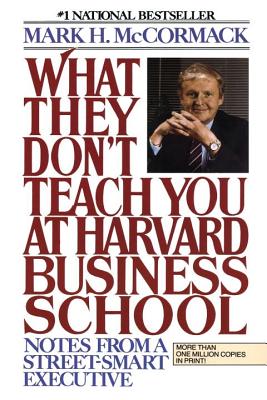 #1 NATIONAL BESTSELLER
MARK H. McCORMACK
WHAT
THEY
DON'T
TEACH YOU
AT HARVARD
BUSINESS
SCHOOL
NOTES FROM A
STREET-SMART
EXECUTIVE
MORE THAN
ONE MILLION COPIES
IN PRINT!